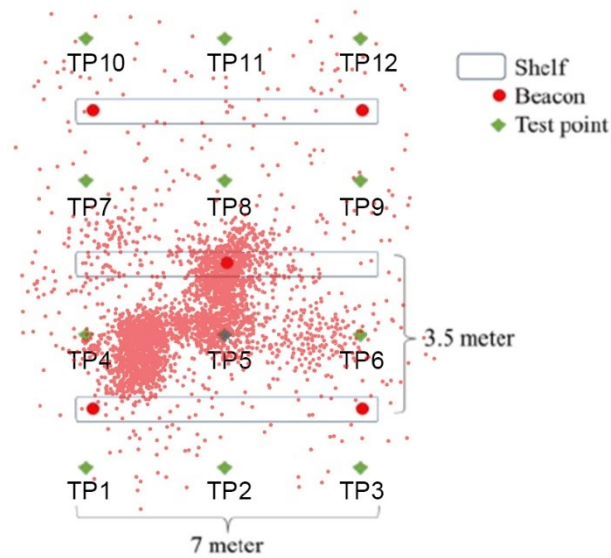 TP10 TP11 TP12
Shelf
Beacon
Test point
TP7 TP8 TP9
TP4 TP5 TP6
3.5 meter
TP1 TP2 TP3
7 meter